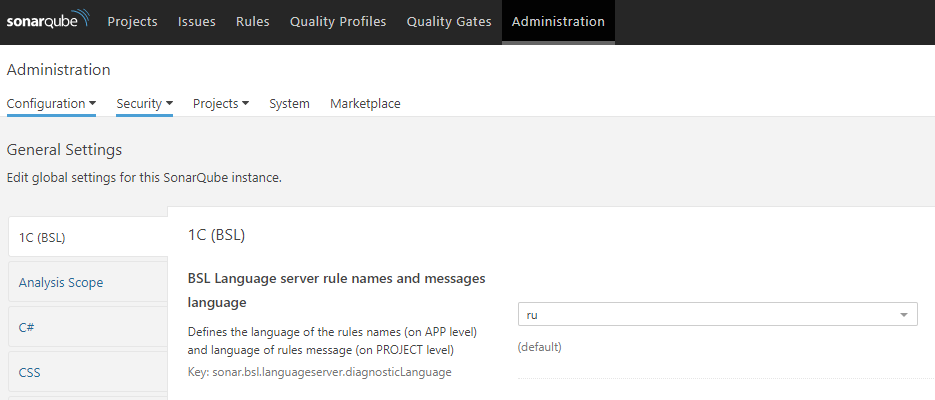 sonarqube Projects Issues Rules Quality Profiles Quality Gates Administration
Administration
Configuration Security Projects System Marketplace
General Settings
Edit global settings for this SonarQube instance.
1C (BSL)
Analysis Scope
C#
CSS
1C (BSL)
BSL Language server rule names and messages
language
Defines the language of the rules names (on APP level)
and language of rules message (on PROJECT level)
Key: sonar.bsl.languageserver.diagnosticLanguage
ru
(default)